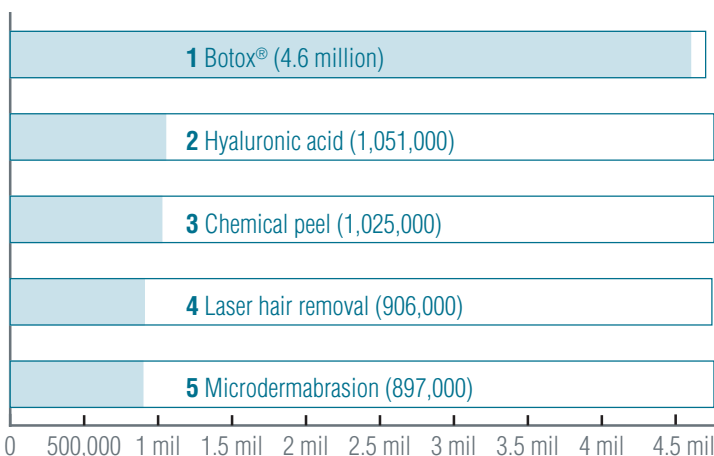 1 Botox® (4.6 million)
2 Hyaluronic acid (1,051,000)
3 Chemical peel (1,025,000)
4 Laser hair removal (906,000)
5 Microdermabrasion (897,000)
0 500,000 1 mil 1.5 mil 2 mil 2.5 mil 3 mil 3.5 mil 4 mil 4.5 mil